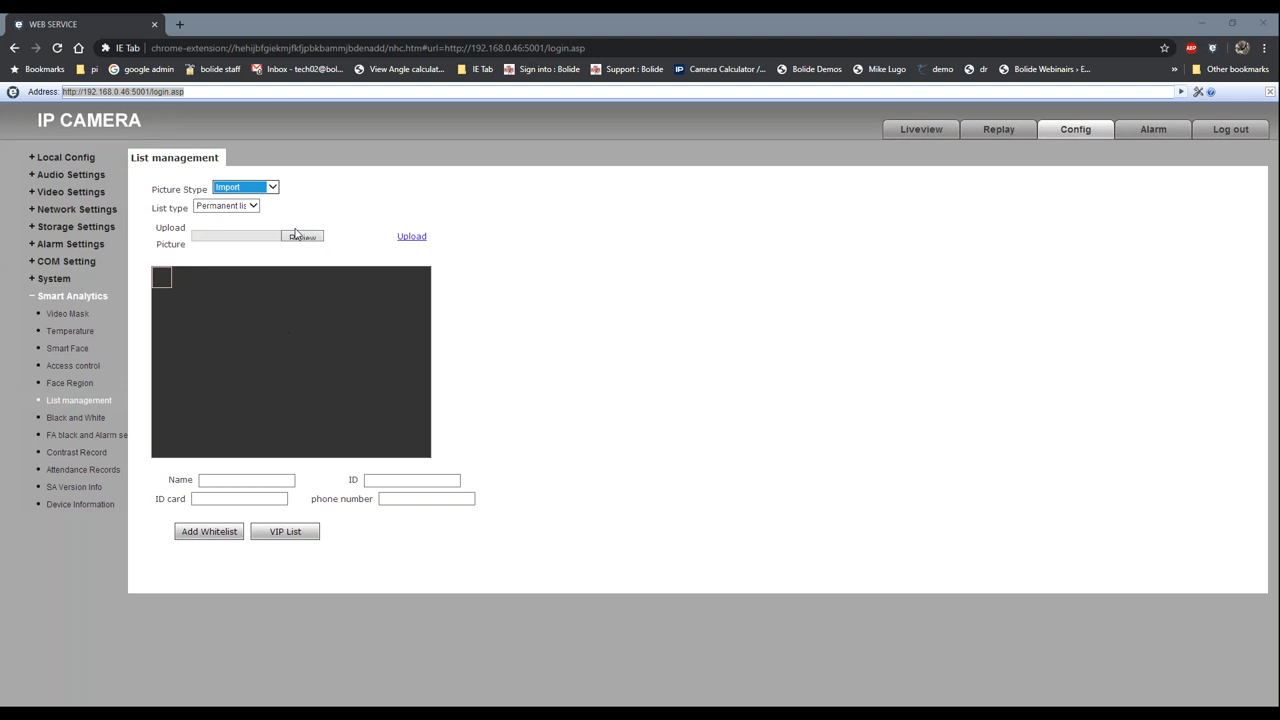 WEB SERVICE
IE Tab chrome-extension://hehijbfgiekmjfkfjpbkbammjbdenadd/nhc.htm#url=http://192.168.0.46:5001/login.asp
Bookmarks pi google admin bolide staff Inbox - tech02@bol... View Angle calculat... IE Tab Sign into : Bolide Support : Bolide Camera Calculator /... Bolide Demos Mike Lugo demo dr Bolide Webinairs › E... » Other bookmarks
Address: http://192.168.0.46:5001/login.asp
IP CAMERA
Liveview Replay Config Alarm Log out
+ Local Config
+ Audio Settings
+ Video Settings
+ Network Settings
+ Storage Settings
+ Alarm Settings
+ COM Setting
+ System
− Smart Analytics
Video Mask
Temperature
Smart Face
Access control
Face Region
List management
Black and White
FA black and Alarm se
Contrast Record
Attendance Records
SA Version Info
Device Information
List management
Picture Stype Import
List type Permanent lis
Upload
Picture Review Upload
Name ID
ID card phone number
Add Whitelist VIP List